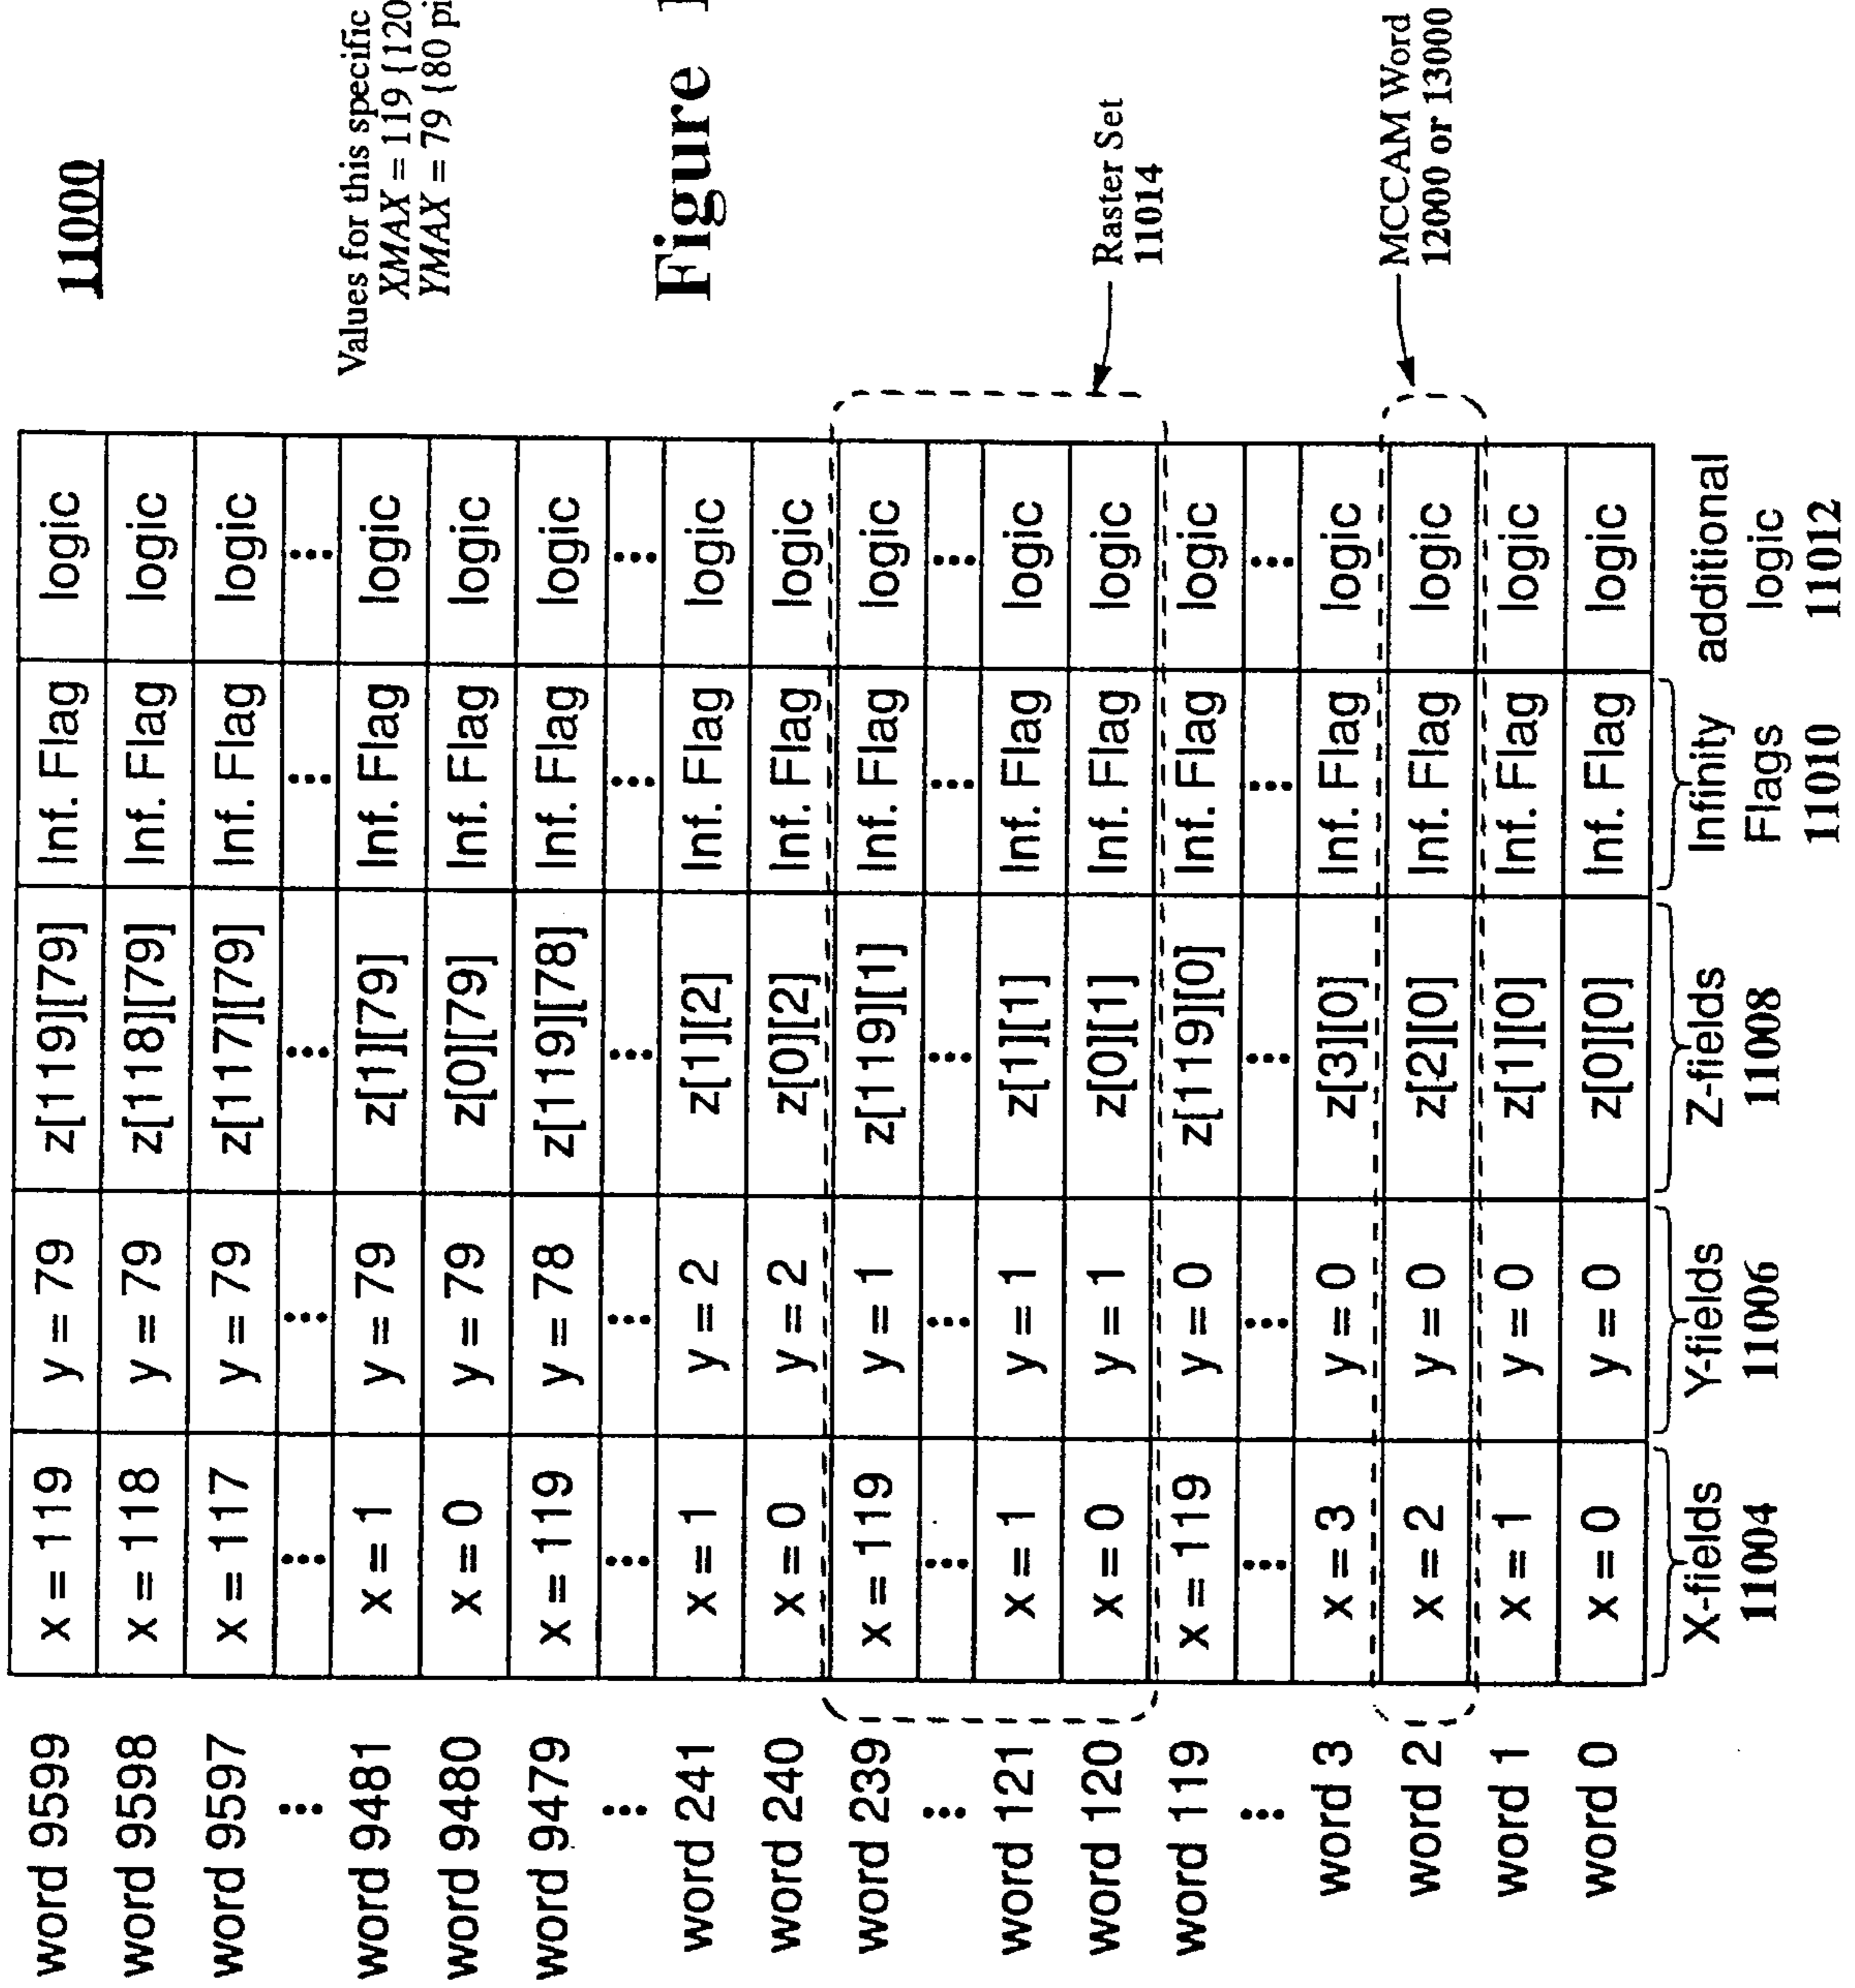 11000
Values for this specific
XMAX = 119 {120
YMAX = 79 {80 pi
Figure
word 9599 x = 119 y = 79 z[119][79] Inf. Flag logic
word 9598 x = 118 y = 79 z[118][79] Inf. Flag logic
word 9597 x = 117 y = 79 z[117][79] Inf. Flag logic
... ... ... ... ... ...
word 9481 x = 1 y = 79 z[1][79] Inf. Flag logic
word 9480 x = 0 y = 79 z[0][79] Inf. Flag logic
word 9479 x = 119 y = 78 z[119][78] Inf. Flag logic
... ... ... ... ... ...
word 241 x = 1 y = 2 z[1][2] Inf. Flag logic
word 240 x = 0 y = 2 z[0][2] Inf. Flag logic
word 239 x = 119 y = 1 z[119][1] Inf. Flag logic
... ... ... ... ... ...
word 121 x = 1 y = 1 z[1][1] Inf. Flag logic
word 120 x = 0 y = 1 z[0][1] Inf. Flag logic
word 119 x = 119 y = 0 z[119][0] Inf. Flag logic
... ... ... ... ... ...
word 3 x = 3 y = 0 z[3][0] Inf. Flag logic
word 2 x = 2 y = 0 z[2][0] Inf. Flag logic
word 1 x = 1 y = 0 z[1][0] Inf. Flag logic
word 0 x = 0 y = 0 z[0][0] Inf. Flag logic
X-fields Y-fields Z-fields Infinity additional
Flags logic
11004 11006 11008 11010 11012
Raster Set
11014
MCCAM Word
12000 or 13000